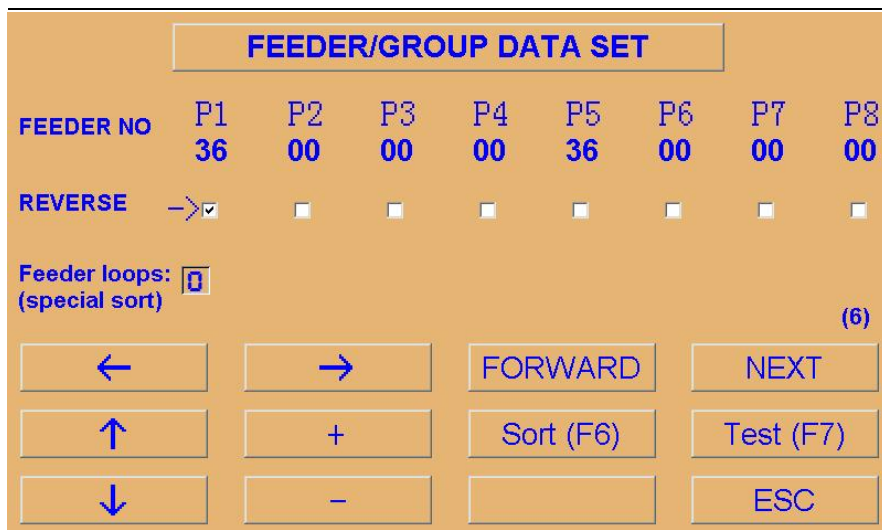 FEEDER/GROUP DATA SET
FEEDER NO P1 P2 P3 P4 P5 P6 P7 P8
36 00 00 00 36 00 00 00
REVERSE ->
Feeder loops: 0
(special sort)
(6)
← → FORWARD NEXT
↑ + Sort (F6) Test (F7)
↓ - ESC